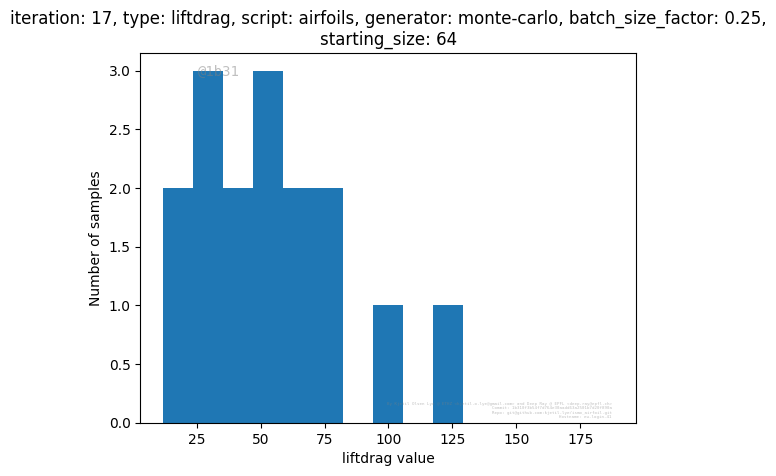 iteration: 17, type: liftdrag, script: airfoils, generator: monte-carlo, batch_size_factor: 0.25,
starting_size: 64
@1b31
3.0
2.5
2.0
1.5
1.0
0.5
0.0
Number of samples
25 50 75 100 125 150 175
liftdrag value